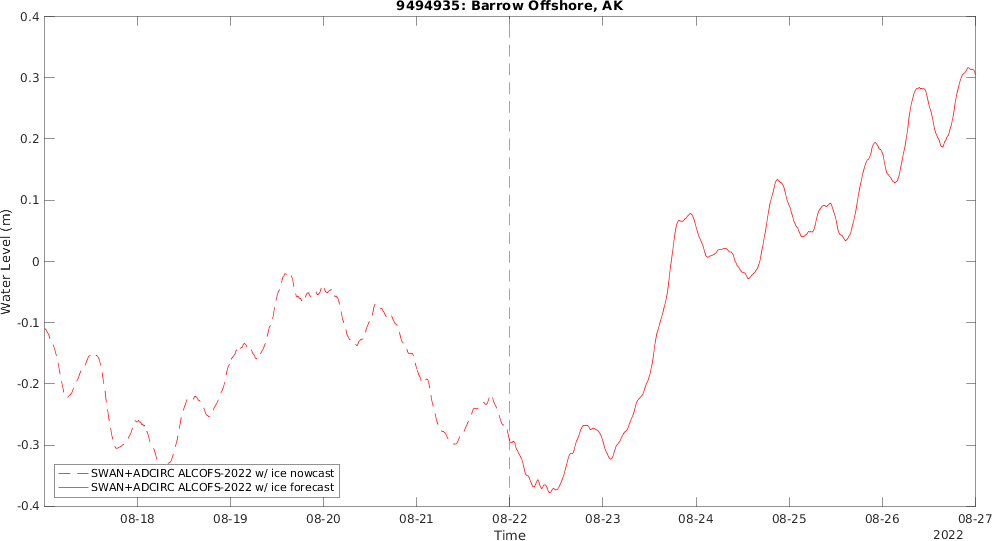 9494935: Barrow Offshore, AK
0.4
0.3
0.2
0.1
0
-0.1
-0.2
-0.3
-0.4
Water Level (m)
SWAN+ADCIRC ALCOFS-2022 w/ ice nowcast
SWAN+ADCIRC ALCOFS-2022 w/ ice forecast
08-18 08-19 08-20 08-21 08-22 08-23 08-24 08-25 08-26 08-27
Time
2022